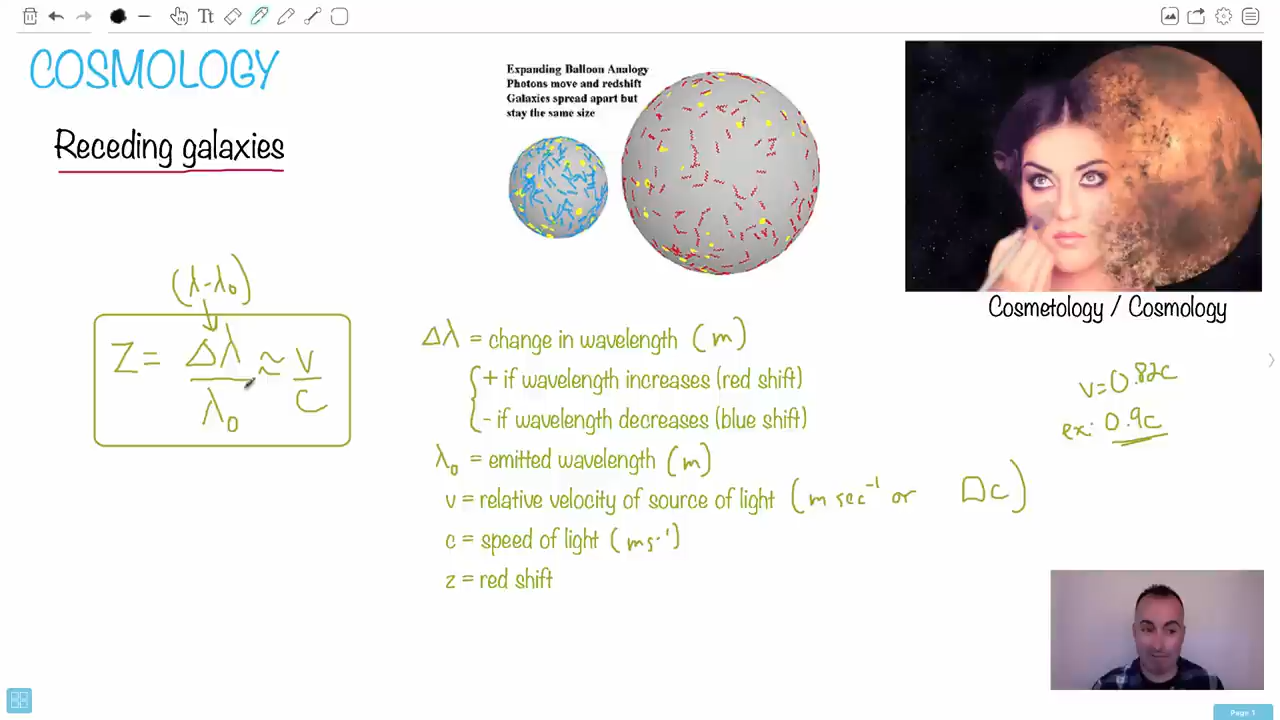 Tt
COSMOLOGY
Receding galaxies
Expanding Balloon Analogy
Photons move and redshift
Galaxies spread apart but
stay the same size
Cosmetology / Cosmology
(λ-λ₀)
Z = Δλ/λ₀ ≈ v/c
Δλ = change in wavelength (m)
+ if wavelength increases (red shift)
- if wavelength decreases (blue shift)
λ₀ = emitted wavelength (m)
v = relative velocity of source of light (m sec⁻¹ or □c)
c = speed of light (ms⁻¹)
z = red shift
v=0.82c
ex: 0.9c
Page 1